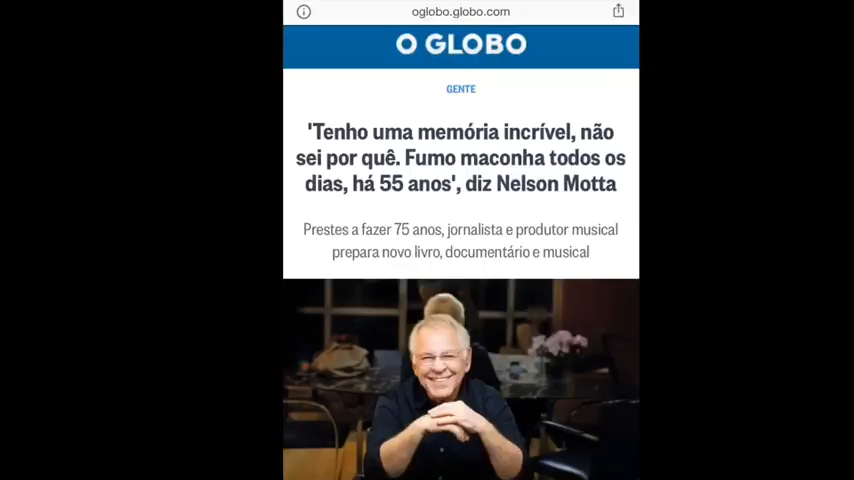 oglobo.globo.com
O GLOBO
GENTE
'Tenho uma memória incrível, não
sei por quê. Fumo maconha todos os
dias, há 55 anos', diz Nelson Motta
Prestes a fazer 75 anos, jornalista e produtor musical
prepara novo livro, documentário e musical